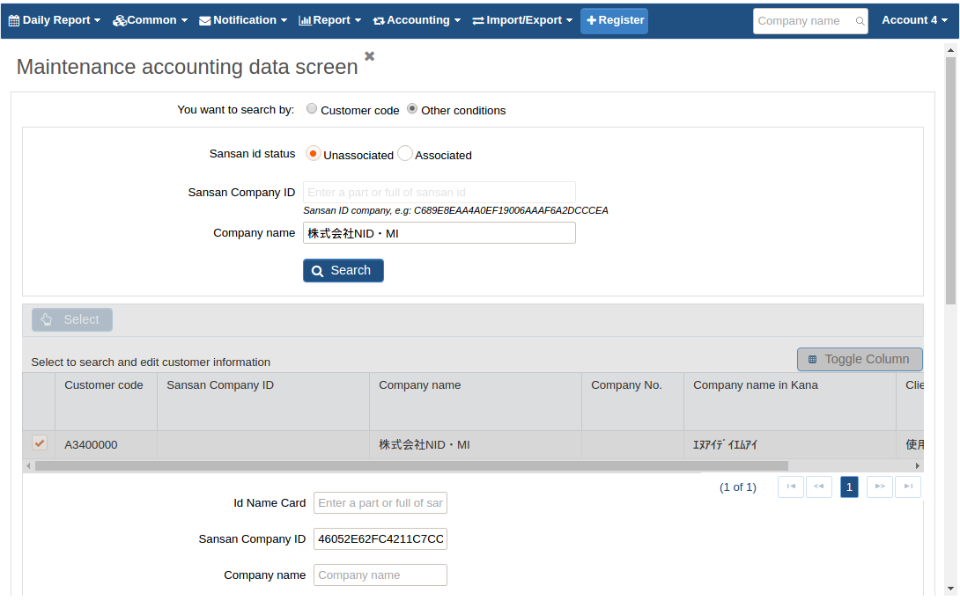 Daily Report Common Notification Report Accounting Import/Export Register Company name Account 4
Maintenance accounting data screen
You want to search by: Customer code Other conditions
Sansan id status Unassociated Associated
Sansan Company ID Enter a part or full of sansan id
Sansan ID company, e.g: C689E8EAA4A0EF19006AAAF6A2DCCCEA
Company name 株式会社NID・MI
Search
Select
Select to search and edit customer information Toggle Column
Customer code Sansan Company ID Company name Company No. Company name in Kana Clie
A3400000 株式会社NID・MI ｴﾇｱｲﾃﾞｲｴﾑｱｲ 使用
(1 of 1) 1
Id Name Card Enter a part or full of sar
Sansan Company ID 46052E62FC4211C7CC
Company name Company name